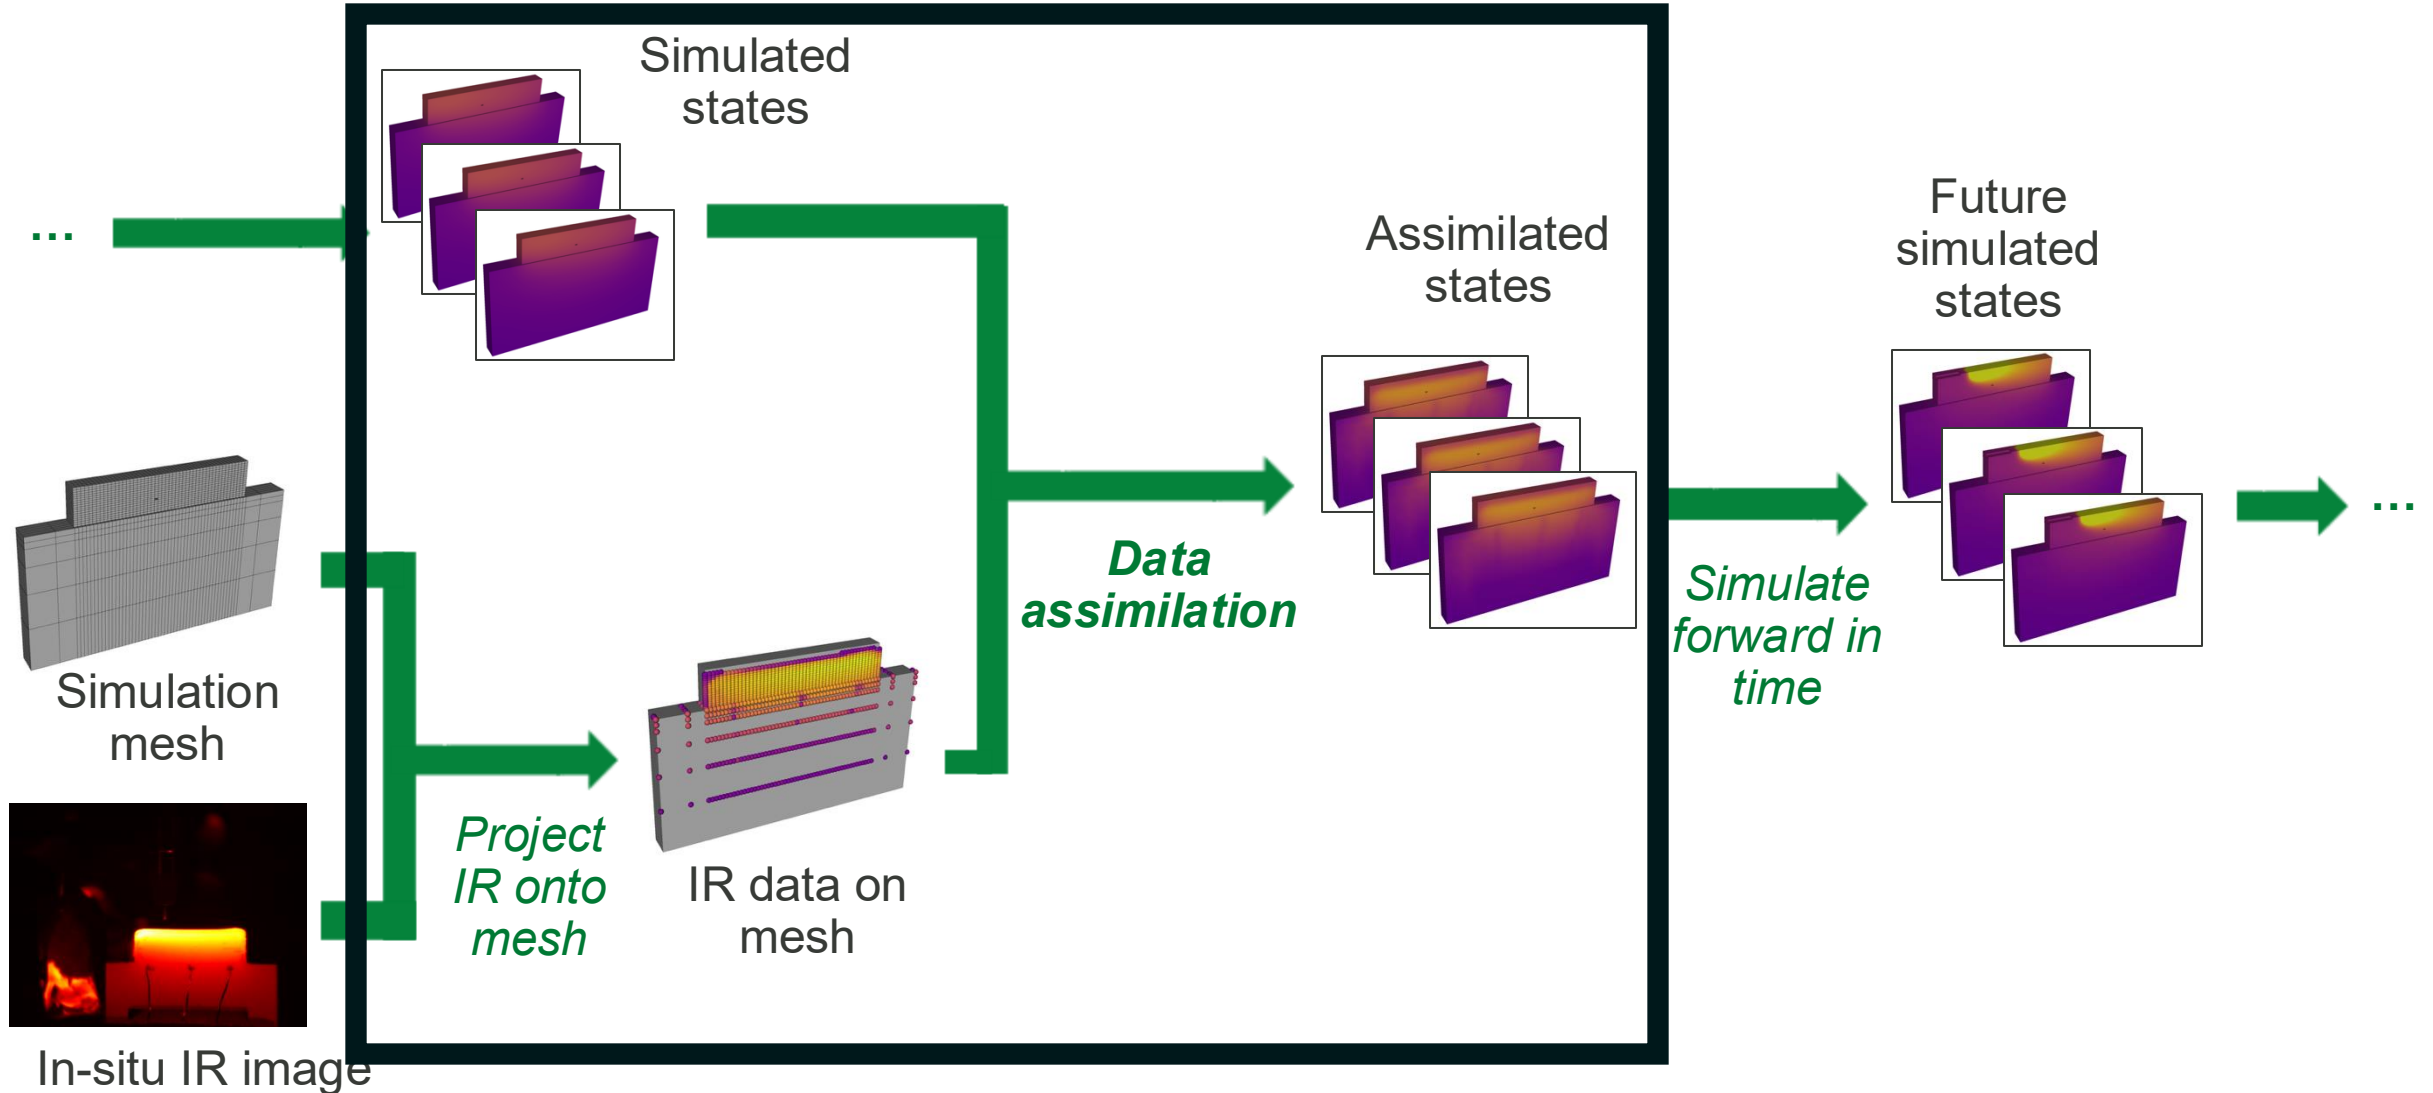 Simulated
states
...
Assimilated
states
Future
simulated
states
...
Data
assimilation
Simulate
forward in
time
Simulation
mesh
Project
IR onto
mesh
IR data on
mesh
In-situ IR image